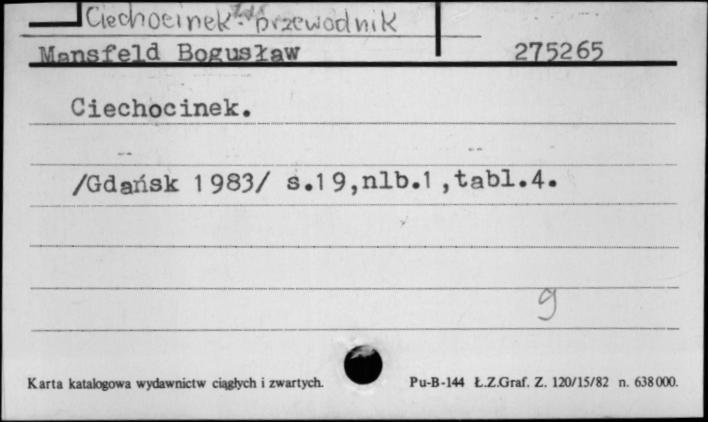 Ciechocinek: przewodnik
Mansfeld Bogusław 275265
Ciechocinek.
/Gdańsk 1983/ s.19,nlb.1,tabl.4.
9
Karta katalogowa wydawnictw ciągłych i zwartych. Pu-B-144 Ł.Z.Graf. Z. 120/15/82 n. 638000.